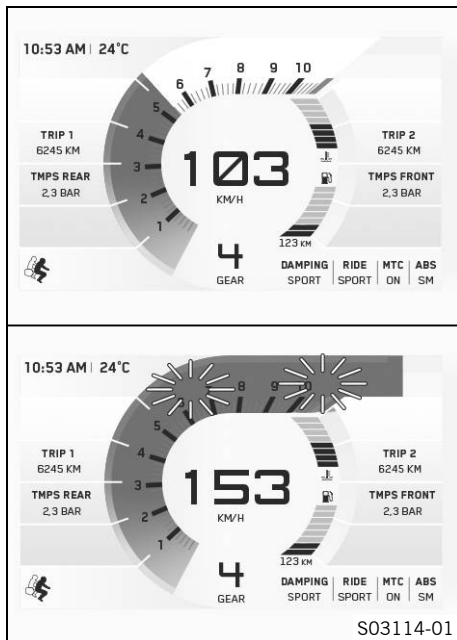 10:53 AM | 24°C
6 7 8 9 10
5
4
3
2
1
TRIP 1
6245 KM
TMPS REAR
2,3 BAR
103
KM/H
TRIP 2
6245 KM
TMPS FRONT
2,3 BAR
123 KM
4
GEAR
DAMPING | RIDE | MTC | ABS
SPORT | SPORT | ON | SM
10:53 AM | 24°C
8 9 10
5
4
3
2
1
TRIP 1
6245 KM
TMPS REAR
2,3 BAR
153
KM/H
TRIP 2
6245 KM
TMPS FRONT
2,3 BAR
123 KM
4
GEAR
DAMPING | RIDE | MTC | ABS
SPORT | SPORT | ON | SM
S03114-01